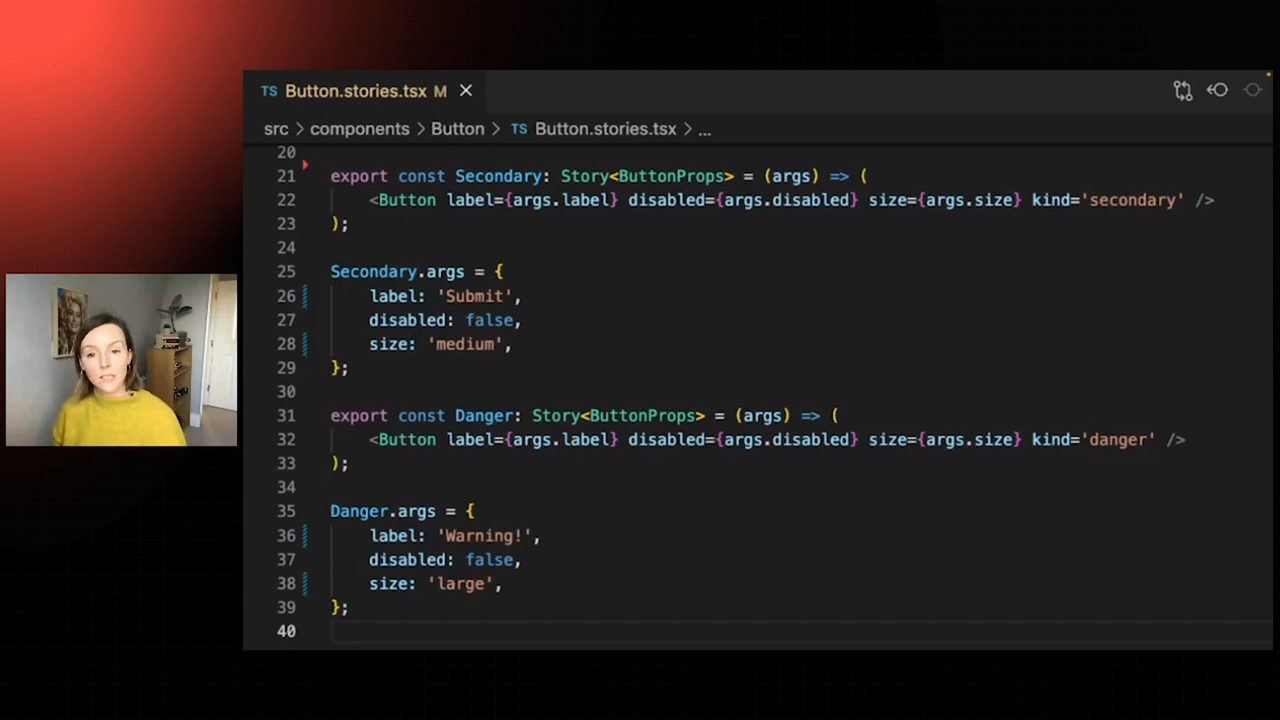 TS Button.stories.tsx M ×
src > components > Button > TS Button.stories.tsx > ...
20
21 export const Secondary: Story<ButtonProps> = (args) => (
22 <Button label={args.label} disabled={args.disabled} size={args.size} kind='secondary' />
23 );
24
25 Secondary.args = {
26 label: 'Submit',
27 disabled: false,
28 size: 'medium',
29 };
30
31 export const Danger: Story<ButtonProps> = (args) => (
32 <Button label={args.label} disabled={args.disabled} size={args.size} kind='danger' />
33 );
34
35 Danger.args = {
36 label: 'Warning!',
37 disabled: false,
38 size: 'large',
39 };
40